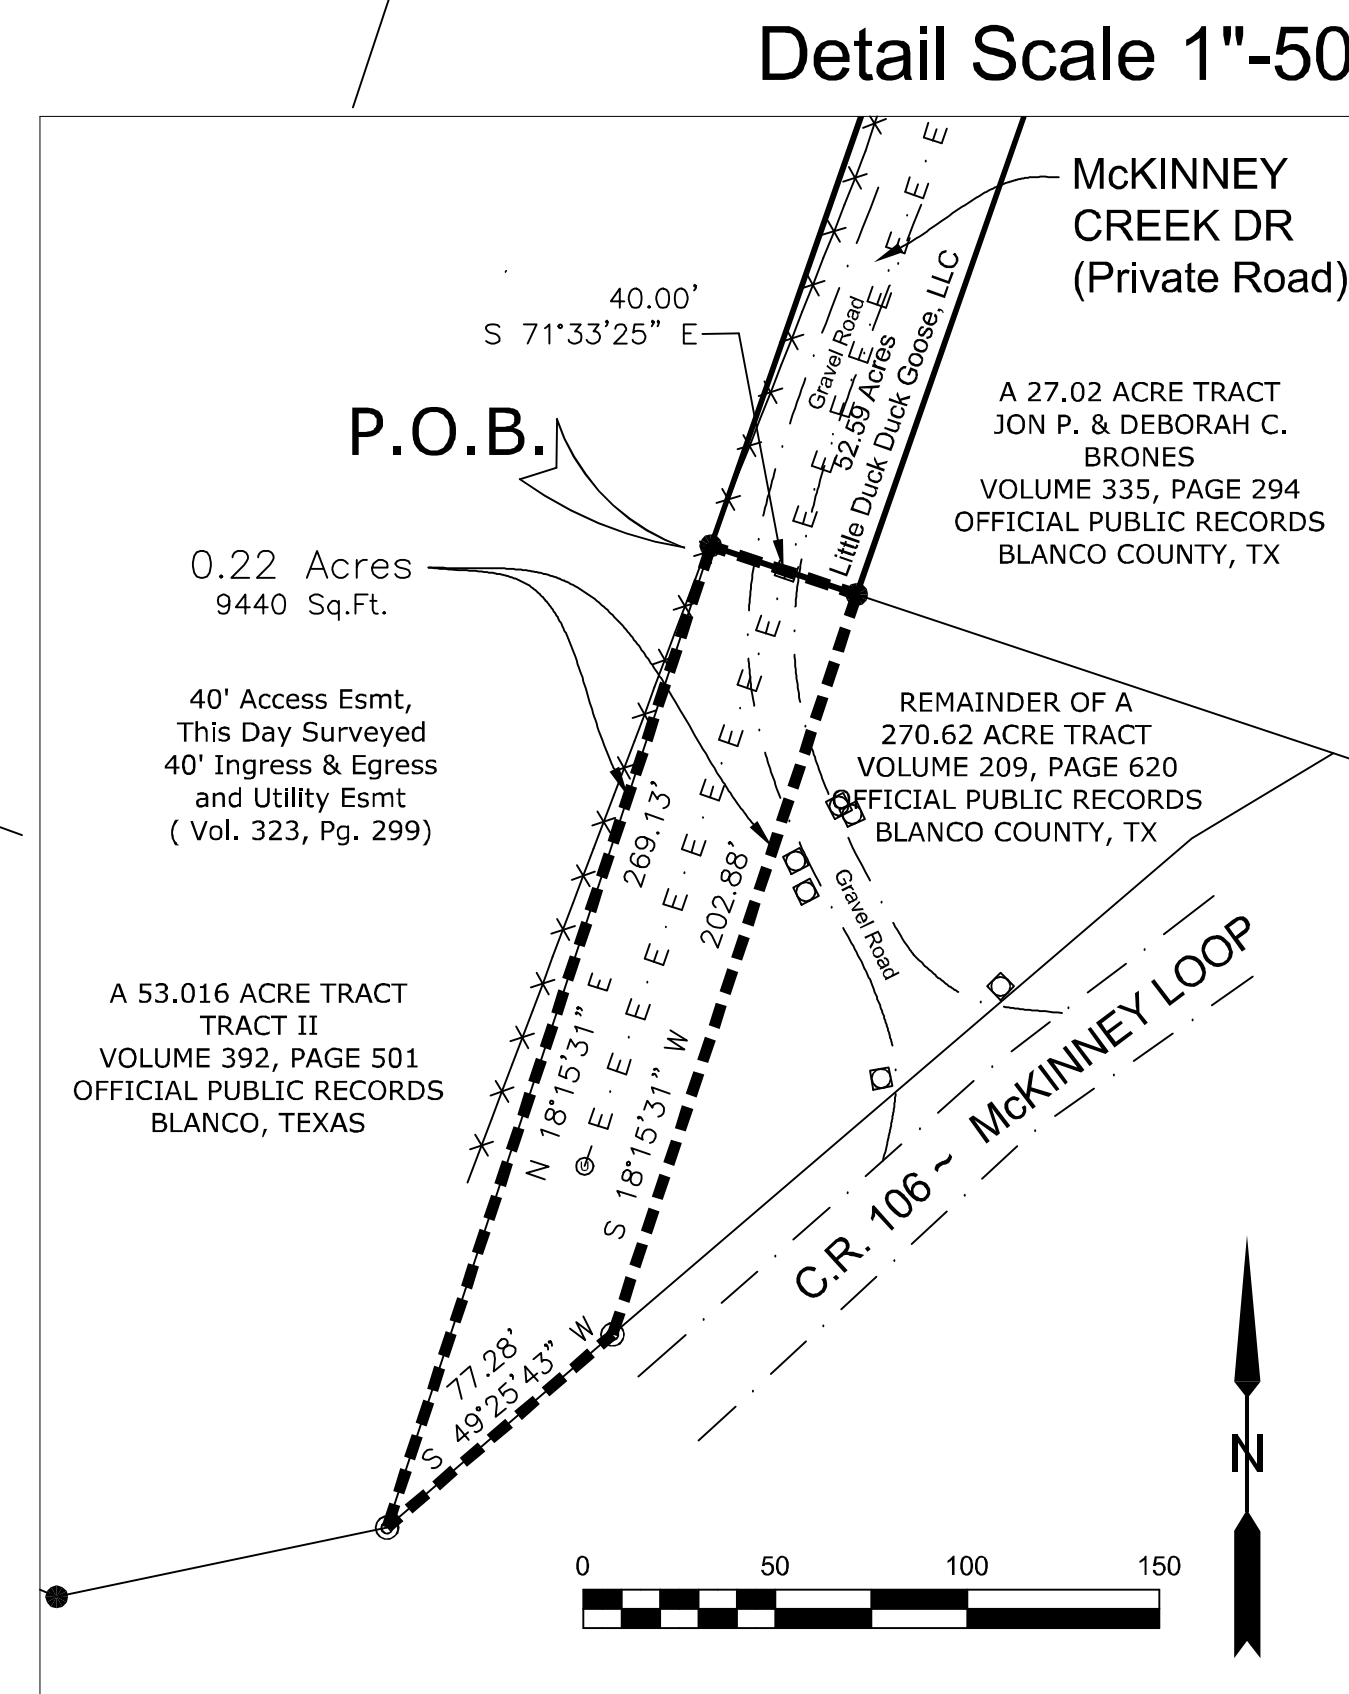 Detail Scale 1"-50
McKINNEY
CREEK DR
(Private Road)
40.00'
S 71°33'25" E
Gravel Road
52.59 Acres
Little Duck Duck Goose, LLC
P.O.B.
A 27.02 ACRE TRACT
JON P. & DEBORAH C.
BRONES
VOLUME 335, PAGE 294
OFFICIAL PUBLIC RECORDS
BLANCO COUNTY, TX
0.22 Acres
9440 Sq.Ft.
40' Access Esmt,
This Day Surveyed
40' Ingress & Egress
and Utility Esmt
( Vol. 323, Pg. 299)
REMAINDER OF A
270.62 ACRE TRACT
VOLUME 209, PAGE 620
OFFICIAL PUBLIC RECORDS
BLANCO COUNTY, TX
269.13'
N 18°15'31" E
202.88'
S 18°15'31" W
Gravel Road
A 53.016 ACRE TRACT
TRACT II
VOLUME 392, PAGE 501
OFFICIAL PUBLIC RECORDS
BLANCO, TEXAS
E E E E E E E E E E E E E E E E E E E E
C.R. 106 ~ McKINNEY LOOP
77.28'
S 49°25'43" W
N
0 50 100 150